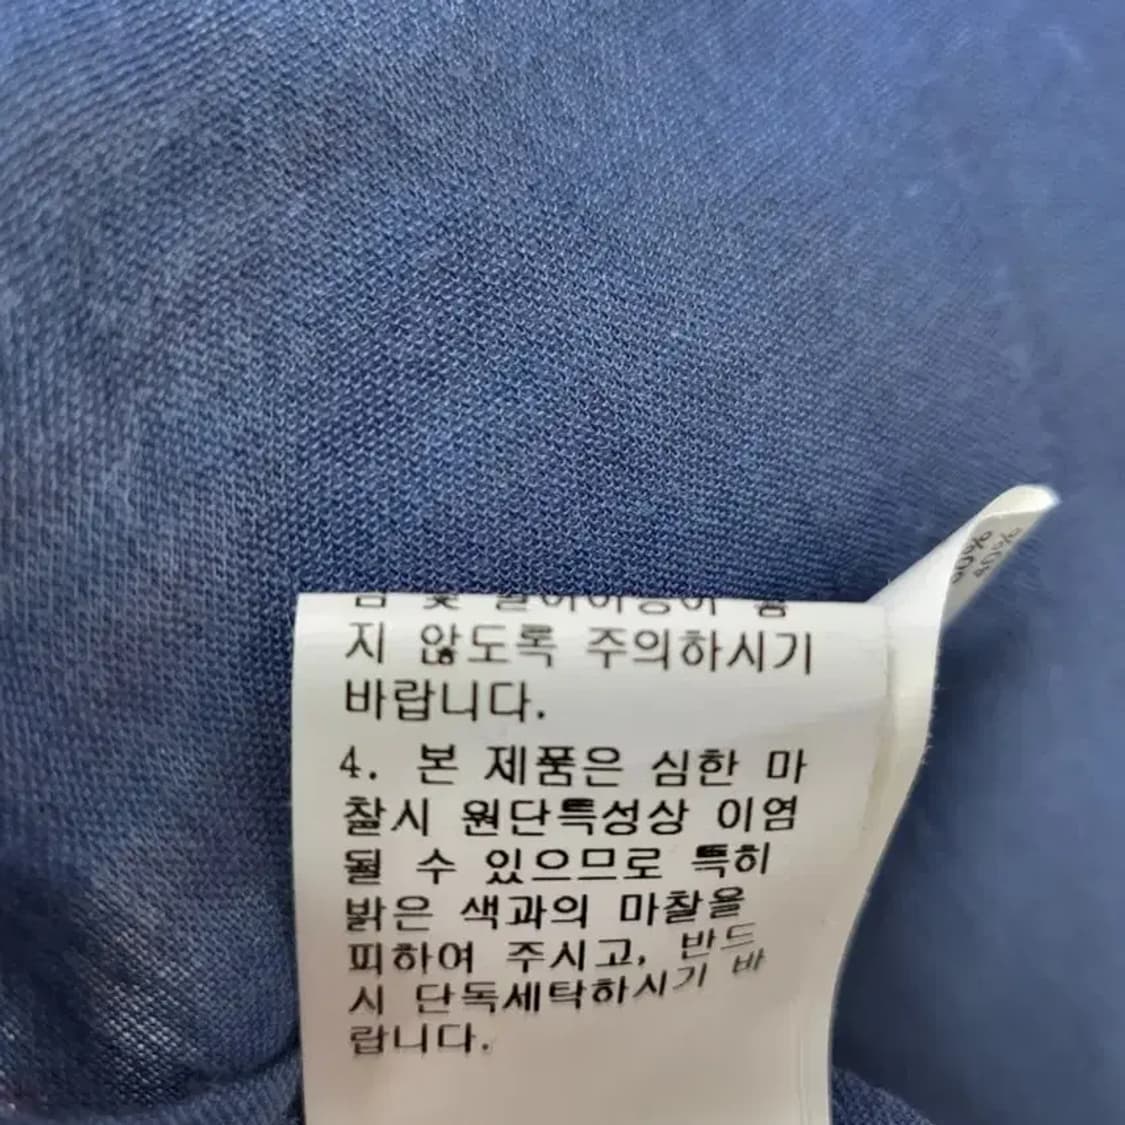 지 않도록 주의하시기
바랍니다.
4. 본 제품은 심한 마
찰시 원단특성상 이염
될 수 있으므로 특히
밝은 색과의 마찰을
피하여 주시고, 반드
시 단독세탁하시기 바
랍니다.